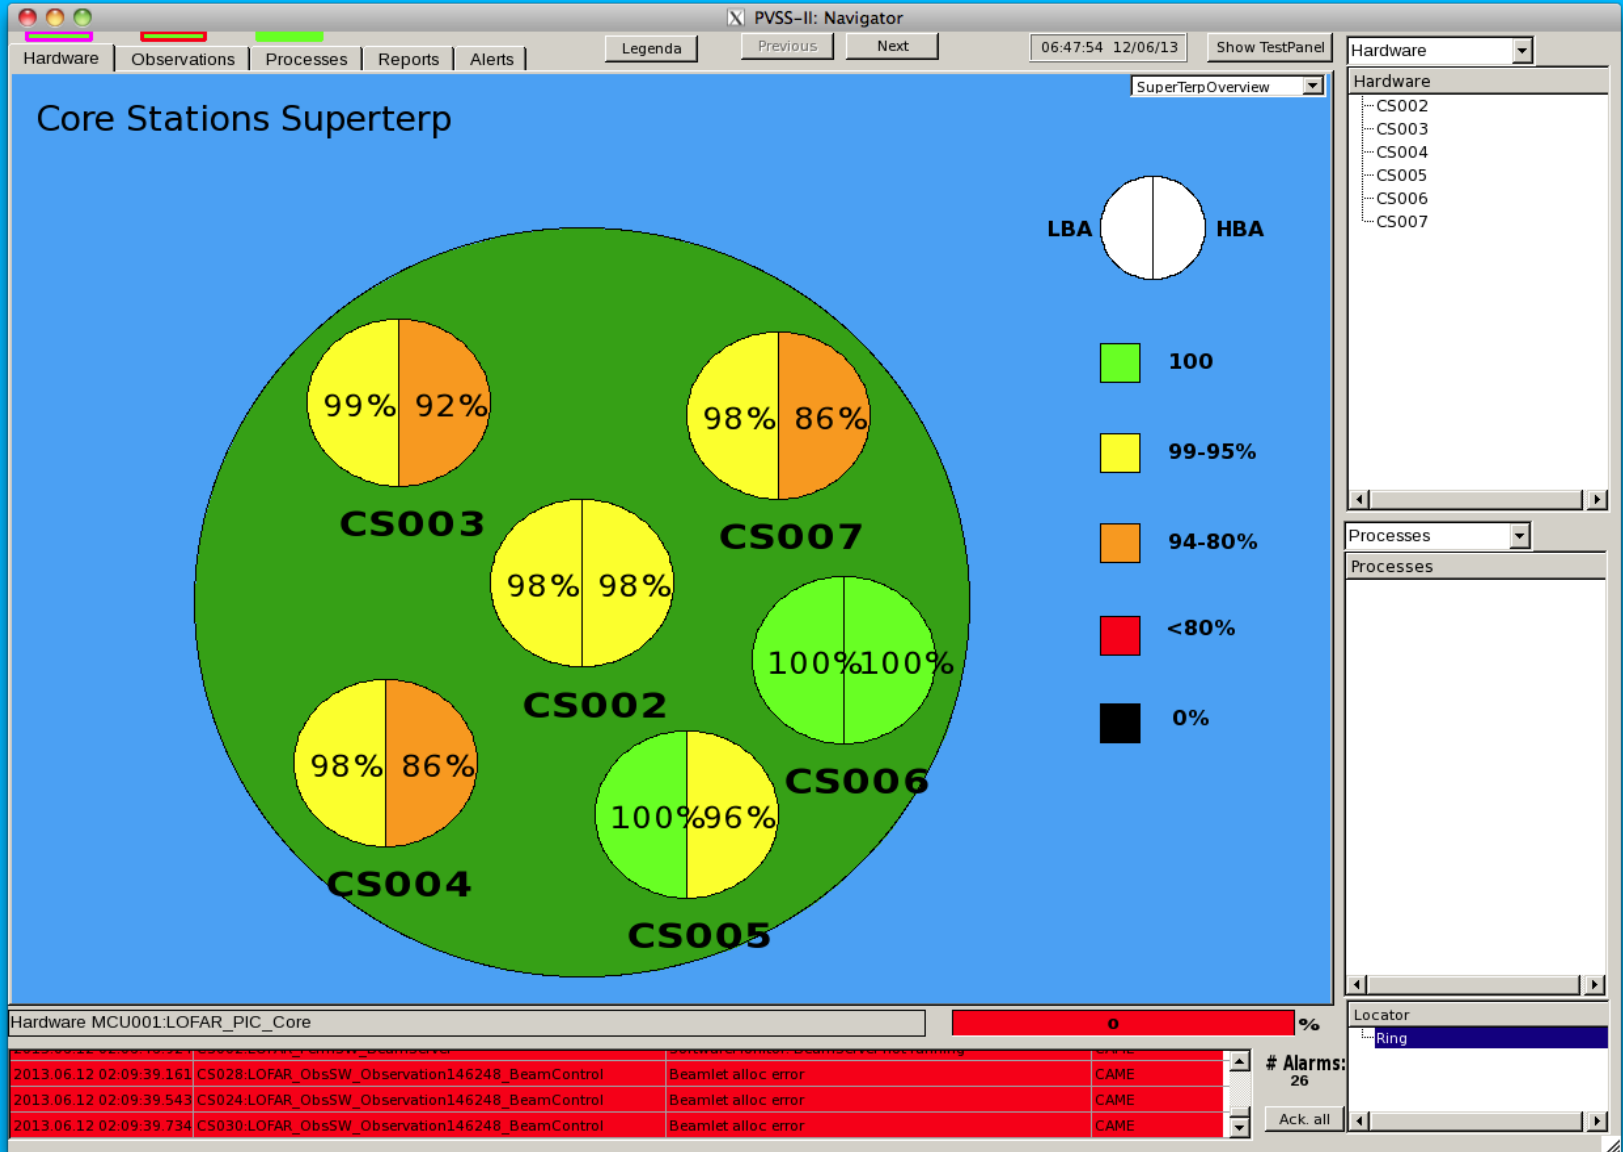 PVSS-II: Navigator
Hardware Observations Processes Reports Alerts Legenda Previous Next 06:47:54 12/06/13 Show TestPanel
Hardware
SuperTerpOverview
Hardware
CS002
CS003
CS004
CS005
CS006
CS007
Core Stations Superterp
LBA HBA
100
99-95%
94-80%
<80%
0%
99% 92%
CS003
98% 86%
CS007
98% 98%
CS002
100% 100%
CS006
98% 86%
CS004
100% 96%
CS005
Processes
Processes
Hardware MCU001:LOFAR_PIC_Core
0 %
2013.06.12 02:09:39.161 CS028:LOFAR_ObsSW_Observation146248_BeamControl Beamlet alloc error CAME
2013.06.12 02:09:39.543 CS024:LOFAR_ObsSW_Observation146248_BeamControl Beamlet alloc error CAME
2013.06.12 02:09:39.734 CS030:LOFAR_ObsSW_Observation146248_BeamControl Beamlet alloc error CAME
# Alarms:
26
Ack. all
Locator
Ring